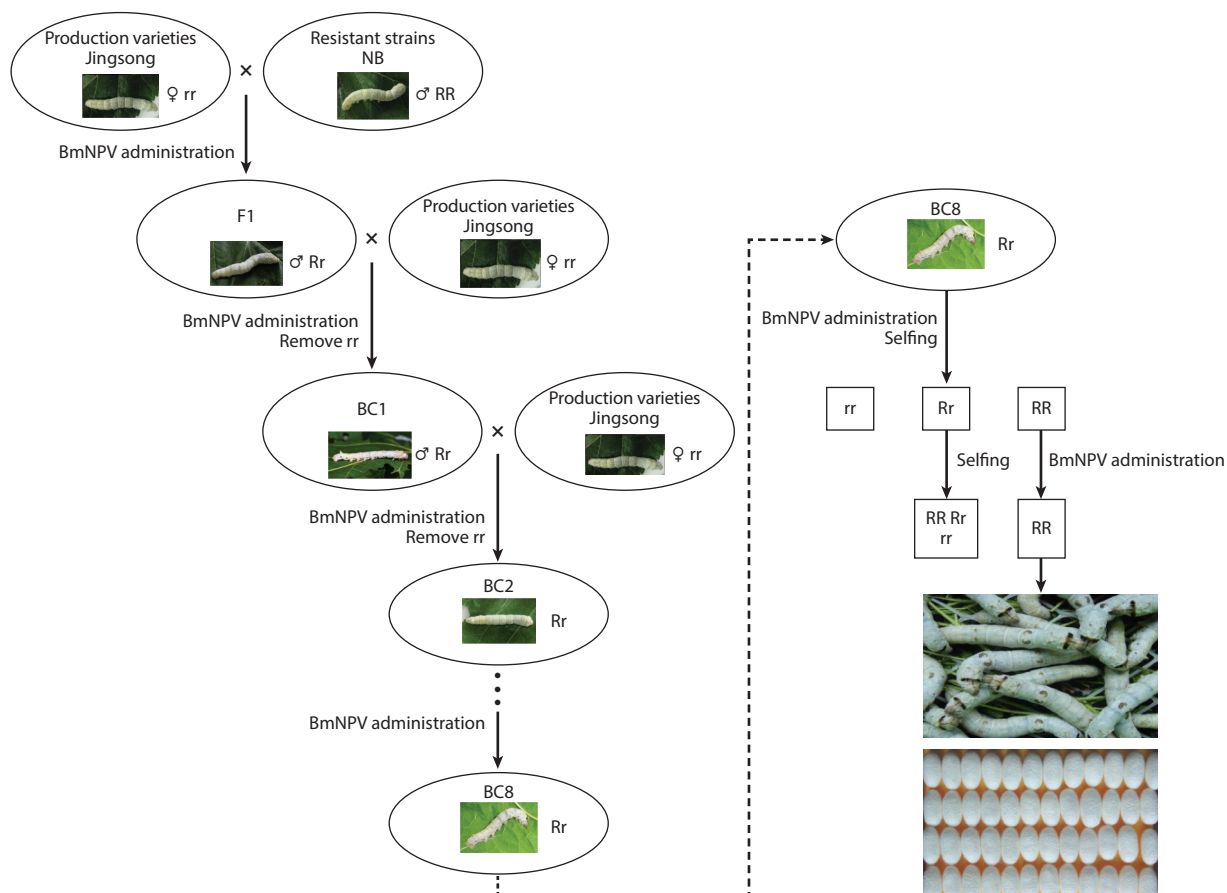 Production varieties
Jingsong
♀ rr
×
Resistant strains
NB
♂ RR
BmNPV administration
F1
♂ Rr
×
Production varieties
Jingsong
♀ rr
BmNPV administration
Remove rr
BC1
♂ Rr
×
Production varieties
Jingsong
♀ rr
BmNPV administration
Remove rr
BC2
Rr
BmNPV administration
BC8
Rr
BC8
Rr
BmNPV administration
Selfing
rr
Rr
RR
Selfing
BmNPV administration
RR Rr
rr
RR